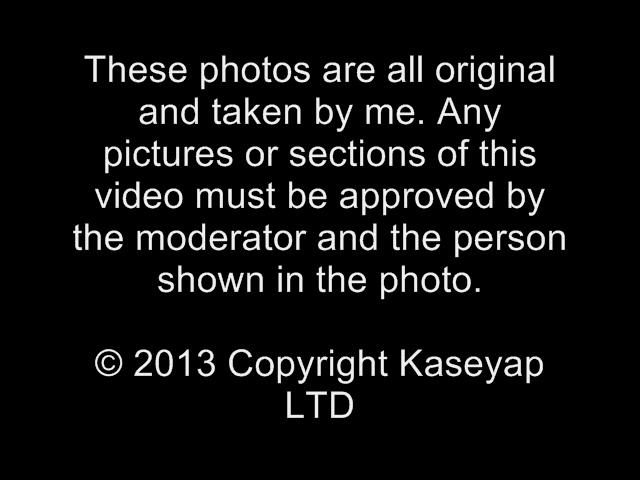 These photos are all original
and taken by me. Any
pictures or sections of this
video must be approved by
the moderator and the person
shown in the photo.
© 2013 Copyright Kaseyap
LTD